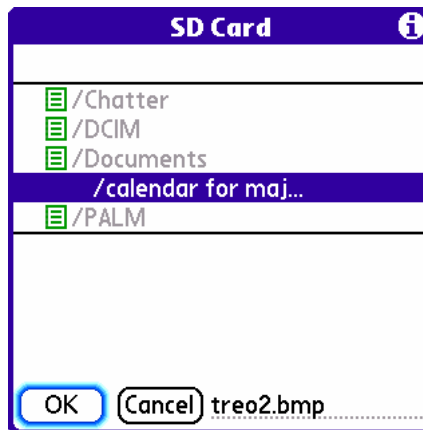 SD Card
/Chatter
/DCIM
/Documents
/calendar for maj...
/PALM
OK Cancel treo2.bmp